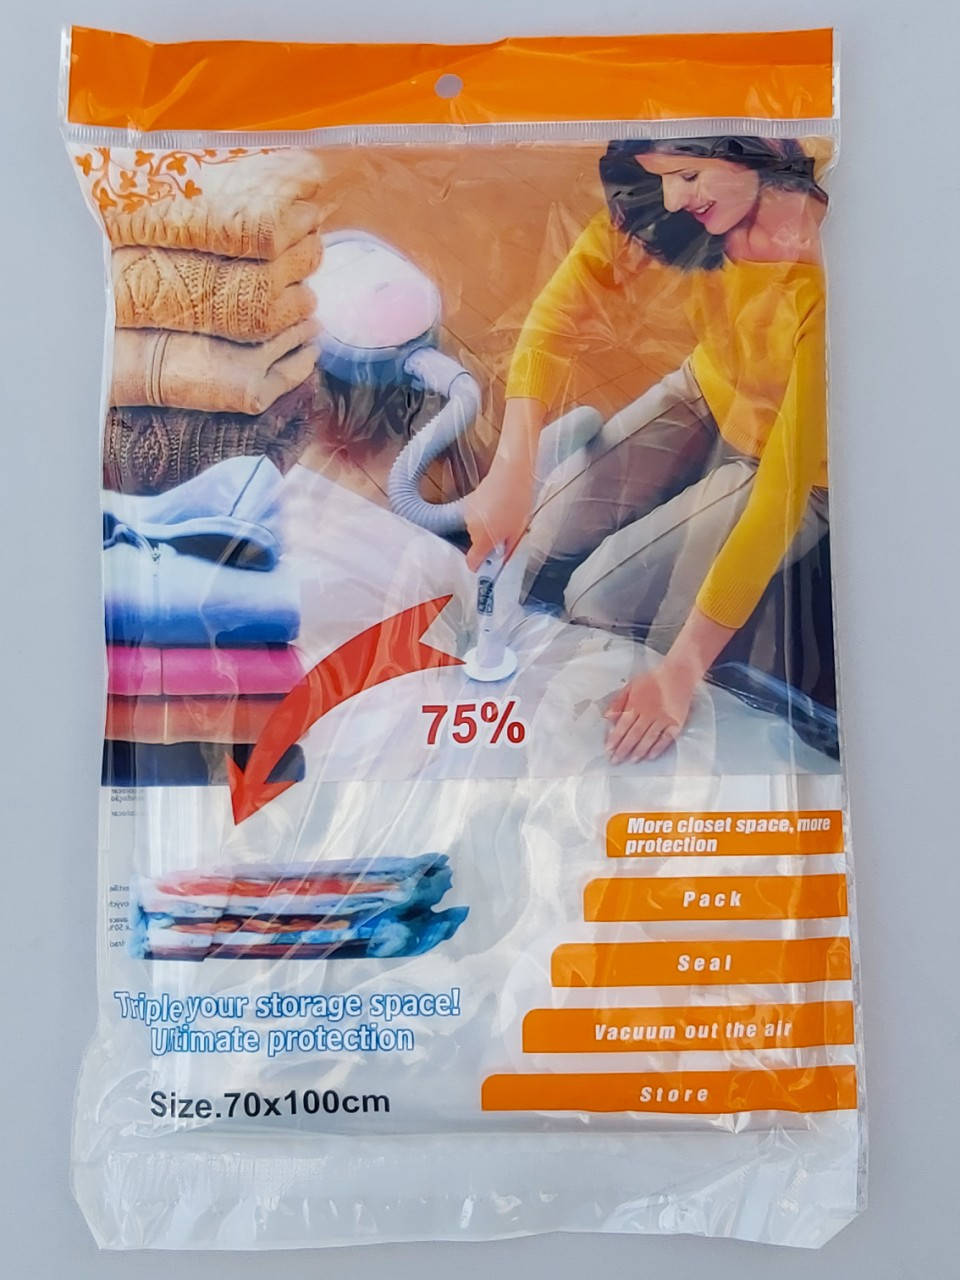 75%
More closet space, more
protection
Pack
Seal
Vacuum out the air
Store
Triple your storage space!
Ultimate protection
Size.70x100cm